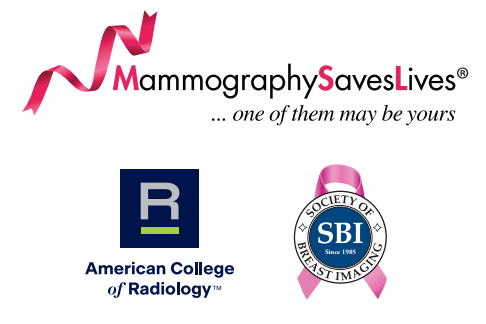 MammographySavesLives®
... one of them may be yours
R
American College
of Radiology™
SOCIETY OF
SBI
Since 1985
BREAST IMAGING